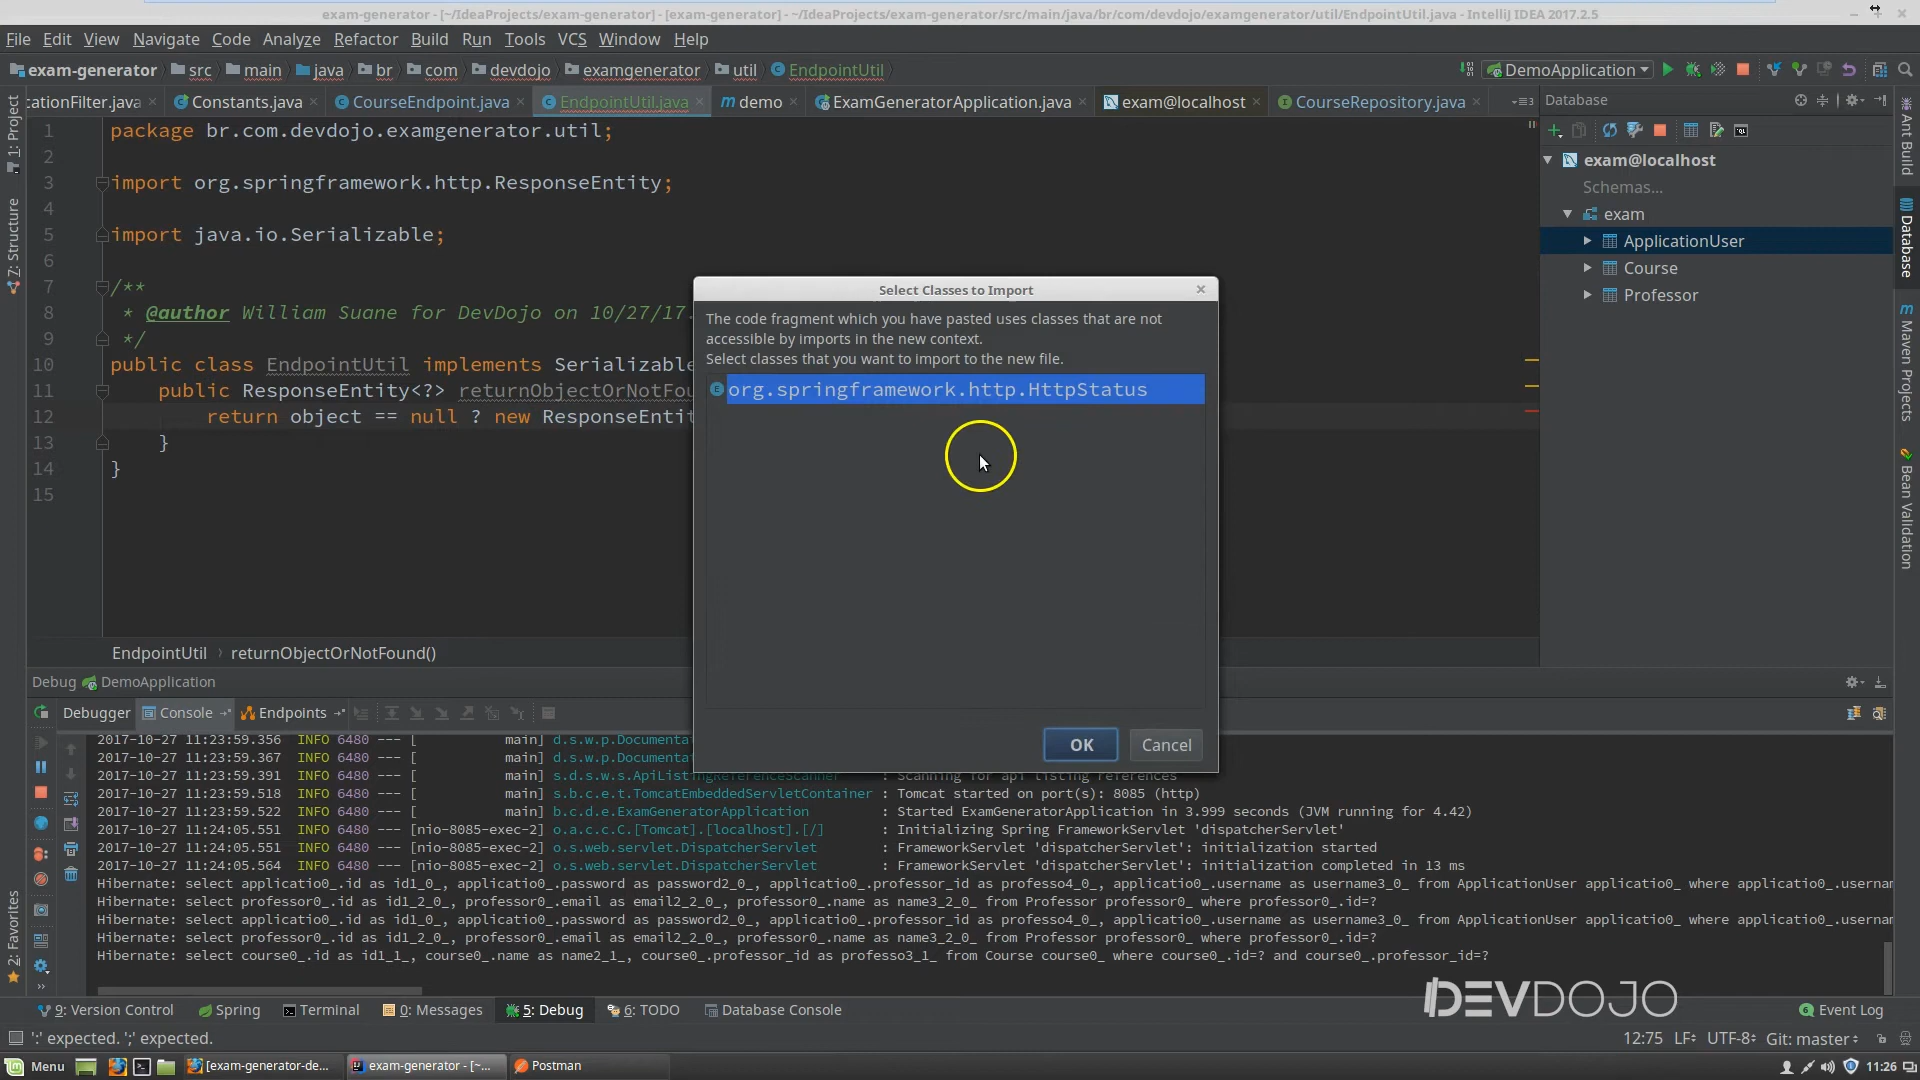 exam-generator - [~/IdeaProjects/exam-generator] - [exam-generator] - ~/IdeaProjects/exam-generator/src/main/java/br/com/devdojo/examgenerator/util/EndpointUtil.java - IntelliJ IDEA 2017.2.5
File Edit View Navigate Code Analyze Refactor Build Run Tools VCS Window Help
exam-generator src main java br com devdojo examgenerator util EndpointUtil DemoApplication
cationFilter.java Constants.java CourseEndpoint.java EndpointUtil.java demo ExamGeneratorApplication.java exam@localhost CourseRepository.java
Database
exam@localhost
Schemas...
exam
ApplicationUser
Course
Professor
1: Project
7: Structure
2: Favorites
Ant Build
Database
Maven Projects
Bean Validation
1 package br.com.devdojo.examgenerator.util;
2
3 import org.springframework.http.ResponseEntity;
4
5 import java.io.Serializable;
6
7 /**
8 * @author William Suane for DevDojo on 10/27/17.
9 */
10 public class EndpointUtil implements Serializable
11 public ResponseEntity<?> returnObjectOrNotFou
12 return object == null ? new ResponseEntit
13 }
14 }
15
Select Classes to Import
The code fragment which you have pasted uses classes that are not
accessible by imports in the new context.
Select classes that you want to import to the new file.
org.springframework.http.HttpStatus
OK Cancel
EndpointUtil returnObjectOrNotFound()
Debug DemoApplication
Debugger Console Endpoints
2017-10-27 11:23:59.356 INFO 6480 --- [ main] d.s.w.p.Documenta
2017-10-27 11:23:59.367 INFO 6480 --- [ main] d.s.w.p.Documenta
2017-10-27 11:23:59.391 INFO 6480 --- [ main] s.d.s.w.s.ApiListingReferenceScanner : Scanning for api listing references
2017-10-27 11:23:59.518 INFO 6480 --- [ main] s.b.c.e.t.TomcatEmbeddedServletContainer : Tomcat started on port(s): 8085 (http)
2017-10-27 11:23:59.522 INFO 6480 --- [ main] b.c.d.e.ExamGeneratorApplication : Started ExamGeneratorApplication in 3.999 seconds (JVM running for 4.42)
2017-10-27 11:24:05.551 INFO 6480 --- [nio-8085-exec-2] o.a.c.c.C.[Tomcat].[localhost].[/] : Initializing Spring FrameworkServlet 'dispatcherServlet'
2017-10-27 11:24:05.551 INFO 6480 --- [nio-8085-exec-2] o.s.web.servlet.DispatcherServlet : FrameworkServlet 'dispatcherServlet': initialization started
2017-10-27 11:24:05.564 INFO 6480 --- [nio-8085-exec-2] o.s.web.servlet.DispatcherServlet : FrameworkServlet 'dispatcherServlet': initialization completed in 13 ms
Hibernate: select applicatio0_.id as id1_0_, applicatio0_.password as password2_0_, applicatio0_.professor_id as professo4_0_, applicatio0_.username as username3_0_ from ApplicationUser applicatio0_ where applicatio0_.usernam
Hibernate: select professor0_.id as id1_2_0_, professor0_.email as email2_2_0_, professor0_.name as name3_2_0_ from Professor professor0_ where professor0_.id=?
Hibernate: select applicatio0_.id as id1_0_, applicatio0_.password as password2_0_, applicatio0_.professor_id as professo4_0_, applicatio0_.username as username3_0_ from ApplicationUser applicatio0_ where applicatio0_.usernam
Hibernate: select professor0_.id as id1_2_0_, professor0_.email as email2_2_0_, professor0_.name as name3_2_0_ from Professor professor0_ where professor0_.id=?
Hibernate: select course0_.id as id1_1_, course0_.name as name2_1_, course0_.professor_id as professo3_1_ from Course course0_ where course0_.id=? and course0_.professor_id=?
DEVDOJO
9: Version Control Spring Terminal 0: Messages 5: Debug 6: TODO Database Console Event Log
':' expected. ';' expected. 12:75 LF UTF-8 Git: master
Menu [exam-generator-de... exam-generator - [~... Postman 11:26